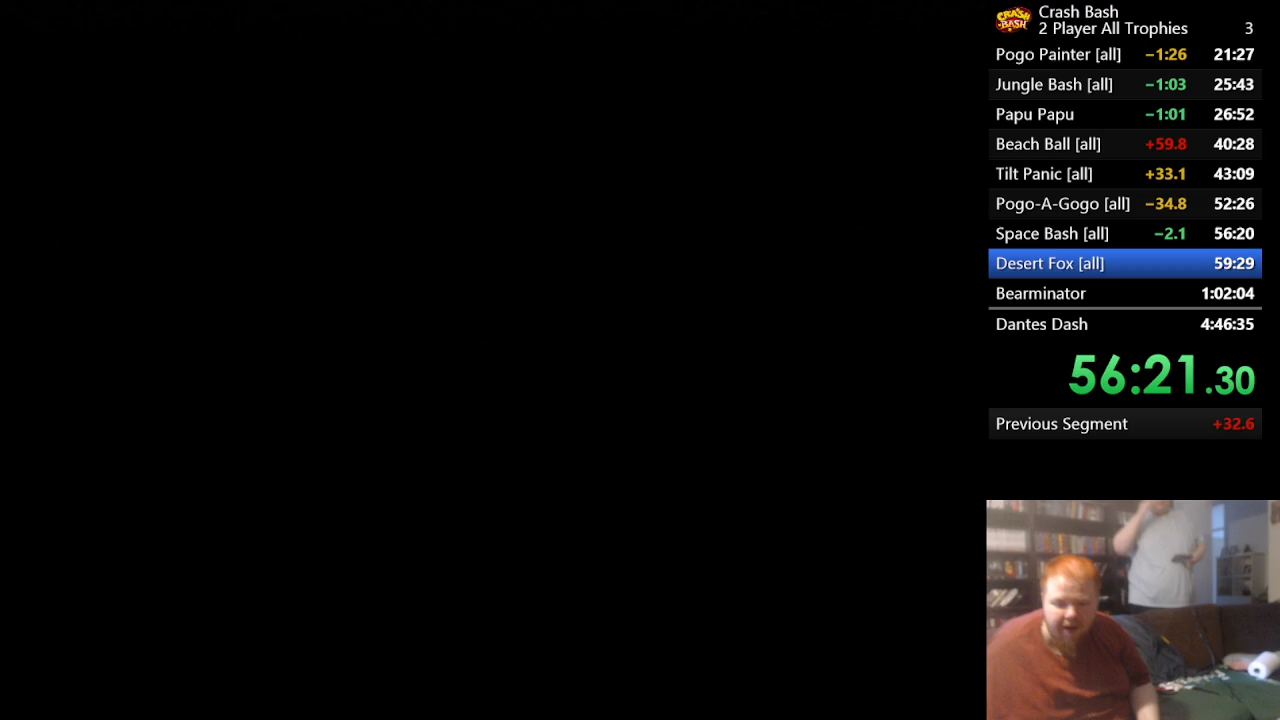 CRASH BASH
Crash Bash
2 Player All Trophies 3
Pogo Painter [all] −1:26 21:27
Jungle Bash [all] −1:03 25:43
Papu Papu −1:01 26:52
Beach Ball [all] +59.8 40:28
Tilt Panic [all] +33.1 43:09
Pogo-A-Gogo [all] −34.8 52:26
Space Bash [all] −2.1 56:20
Desert Fox [all] 59:29
Bearminator 1:02:04
Dantes Dash 4:46:35
56:21.30
Previous Segment +32.6